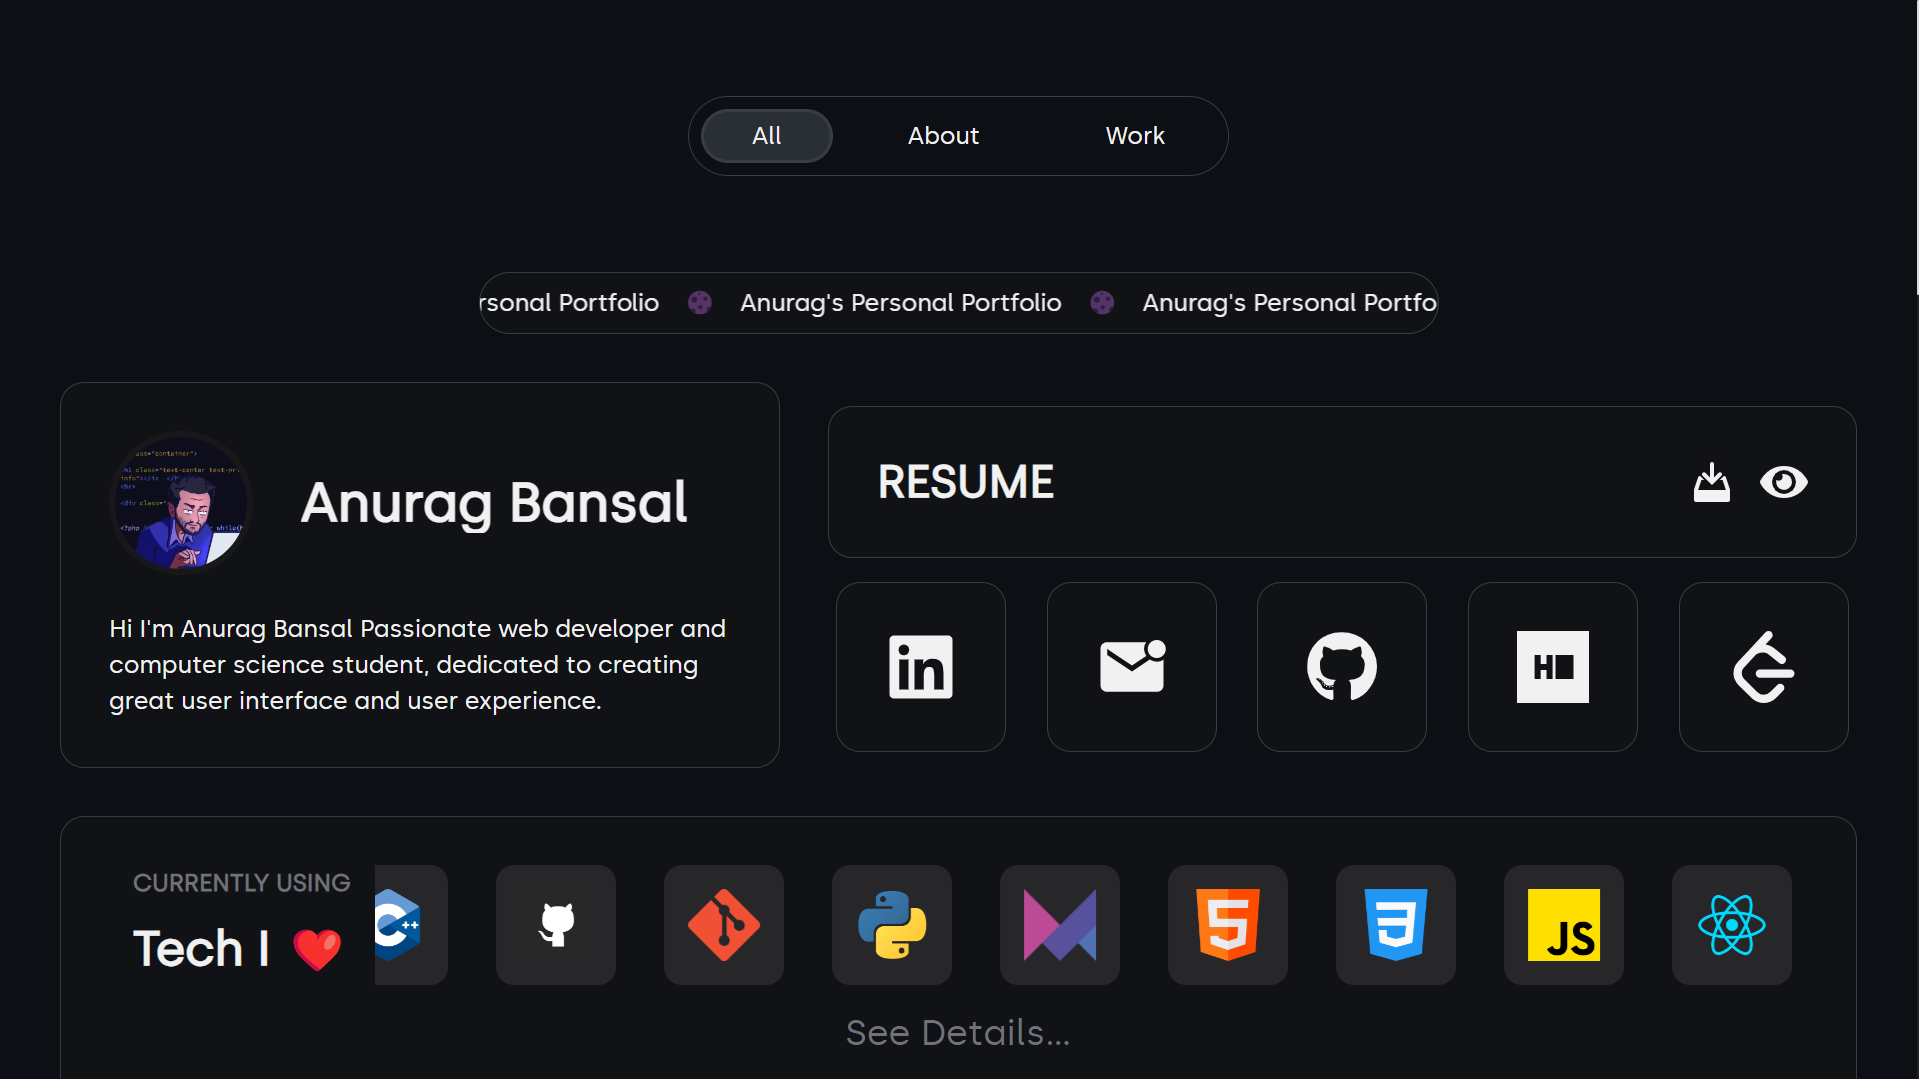 All About Work
rsonal Portfolio Anurag's Personal Portfolio Anurag's Personal Portfo
Anurag Bansal
Hi I'm Anurag Bansal Passionate web developer and
computer science student, dedicated to creating
great user interface and user experience.
RESUME
in
H
CURRENTLY USING
Tech I ❤️
C++
5
3
JS
See Details...